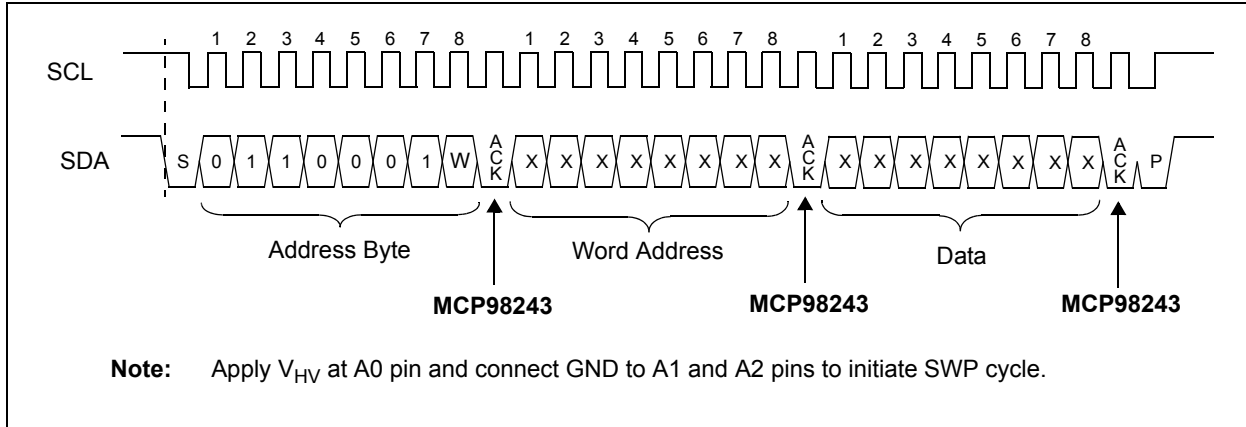 1 2 3 4 5 6 7 8 1 2 3 4 5 6 7 8 1 2 3 4 5 6 7 8
SCL
SDA S 0 1 1 0 0 0 1 W ACK X X X X X X X X ACK X X X X X X X X ACK P
Address Byte Word Address Data
MCP98243 MCP98243 MCP98243
Note: Apply VHV at A0 pin and connect GND to A1 and A2 pins to initiate SWP cycle.